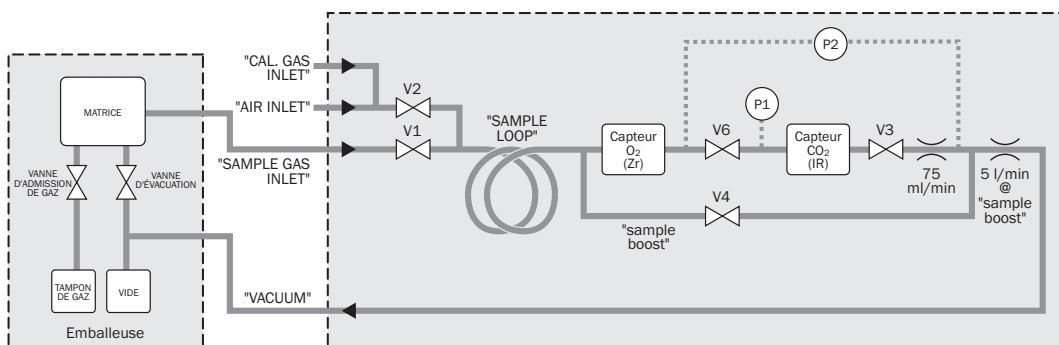 MATRICE
VANNE
D'ADMISSION
DE GAZ
VANNE
D'ÉVACUATION
TAMPON
DE GAZ
VIDE
Emballeuse
"CAL. GAS
INLET"
"AIR INLET"
"SAMPLE GAS
INLET"
"VACUUM"
V2
V1
"SAMPLE
LOOP"
Capteur
O₂
(Zr)
V6
P1
P2
Capteur
CO₂
(IR)
V3
75
ml/min
5 l/min
@
"sample
boost"
V4
"sample
boost"